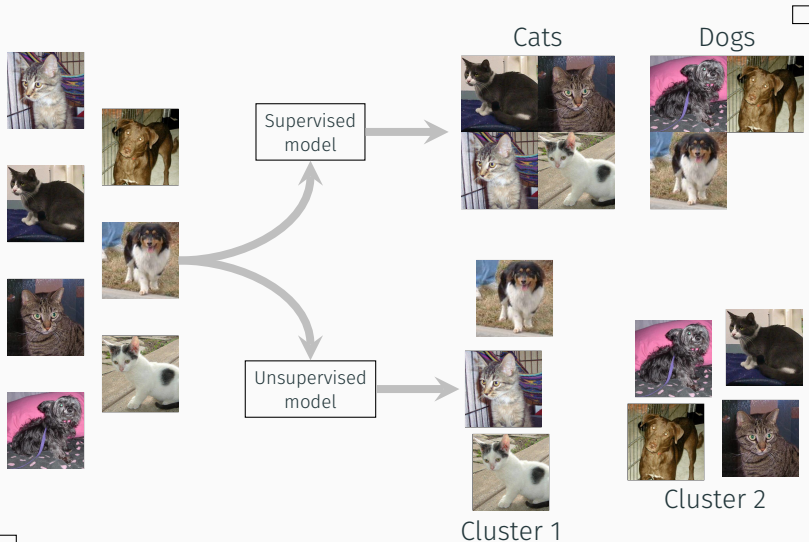 Cats
Dogs
Supervised
model
Unsupervised
model
Cluster 2
Cluster 1